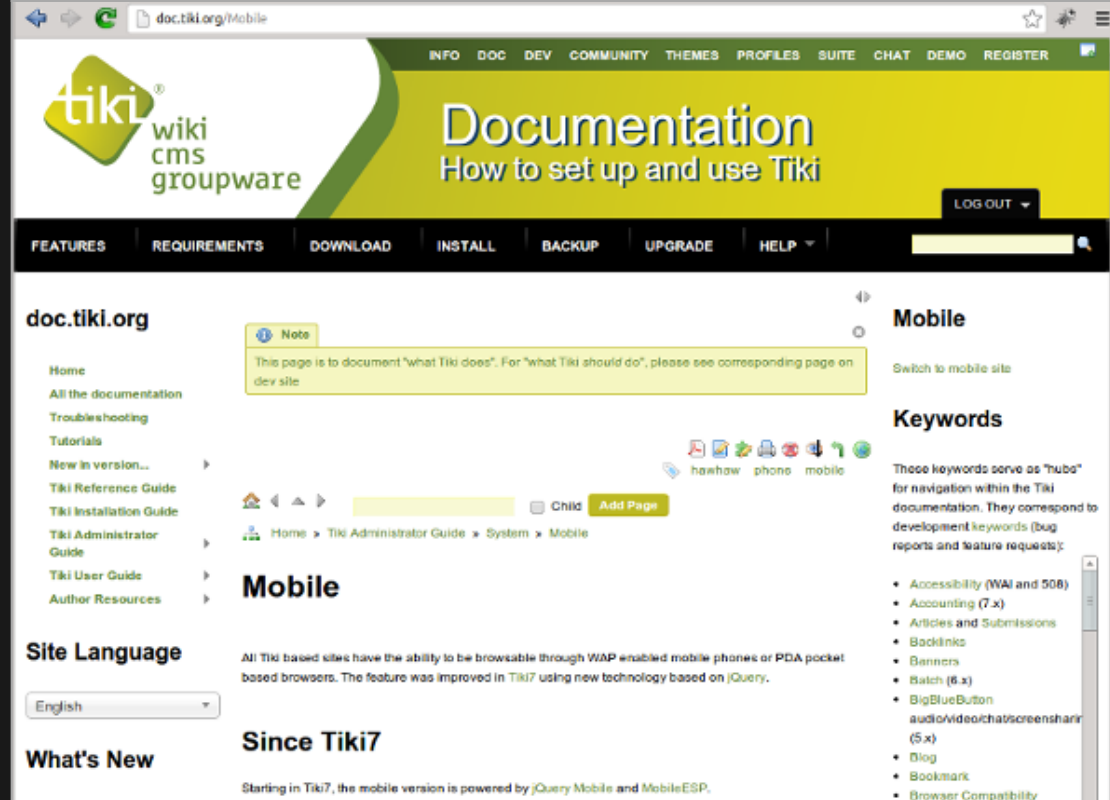 doc.tiki.org/Mobile
INFO DOC DEV COMMUNITY THEMES PROFILES SUITE CHAT DEMO REGISTER
tiki®
wiki
cms
groupware
Documentation
How to set up and use Tiki
LOG OUT
FEATURES REQUIREMENTS DOWNLOAD INSTALL BACKUP UPGRADE HELP
doc.tiki.org
Home
All the documentation
Troubleshooting
Tutorials
New in version...
Tiki Reference Guide
Tiki Installation Guide
Tiki Administrator
Guide
Tiki User Guide
Author Resources
Site Language
English
What's New
Note
This page is to document "what Tiki does". For "what Tiki should do", please see corresponding page on
dev site
hawhaw phone mobile
Child Add Page
Home » Tiki Administrator Guide » System » Mobile
Mobile
All Tiki based sites have the ability to be browsable through WAP enabled mobile phones or PDA pocket
based browsers. The feature was improved in Tiki7 using new technology based on jQuery.
Since Tiki7
Starting in Tiki7, the mobile version is powered by jQuery Mobile and MobileESP.
Mobile
Switch to mobile site
Keywords
These keywords serve as "hubs"
for navigation within the Tiki
documentation. They correspond to
development keywords (bug
reports and feature requests):
Accessibility (WAI and 508)
Accounting (7.x)
Articles and Submissions
Backlinks
Banners
Batch (6.x)
BigBlueButton
audio/video/chat/screensharin
(5.x)
Blog
Bookmark
Browser Compatibility